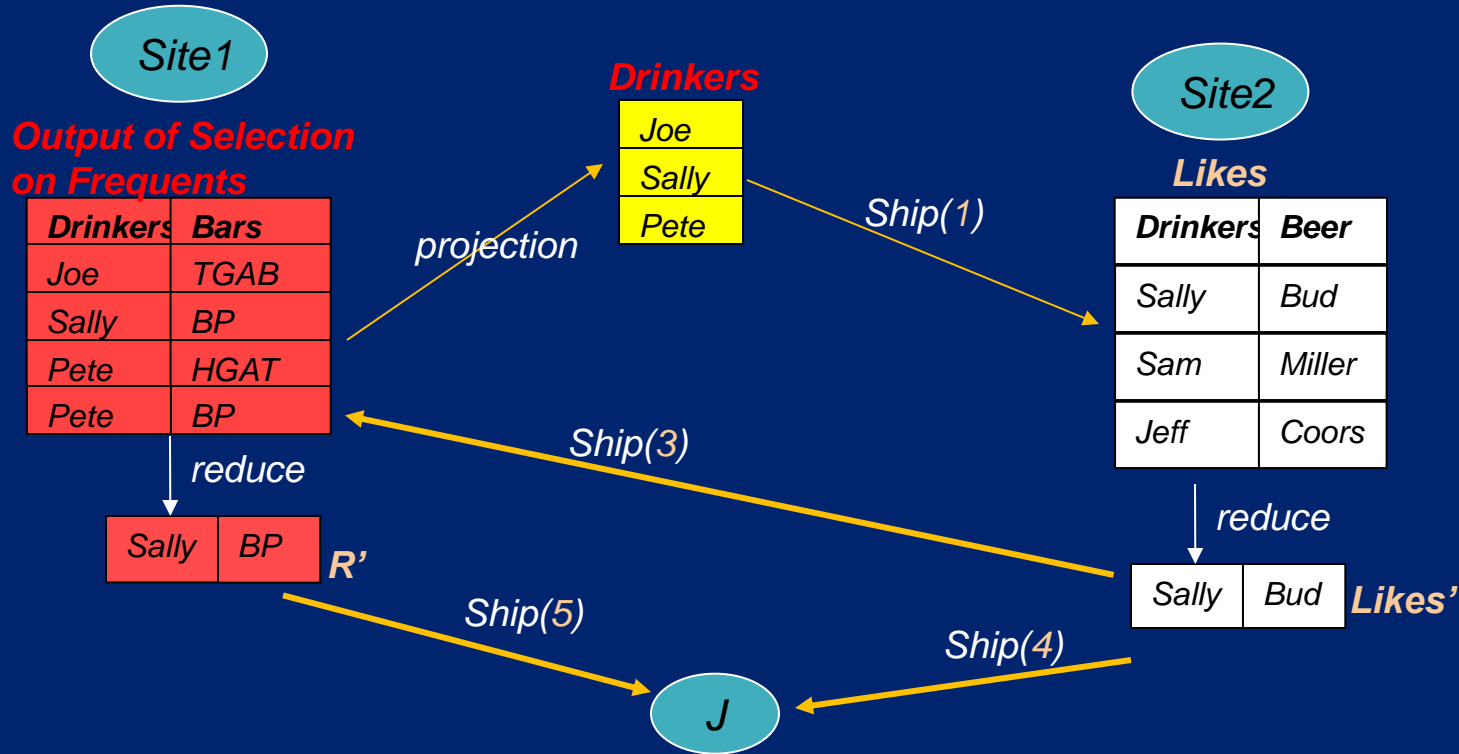 Site1
Drinkers
Site2
Output of Selection
on Frequents
Likes
Drinkers Bars
Joe TGAB
Sally BP
Pete HGAT
Pete BP
projection
Joe
Sally
Pete
Ship(1)
Drinkers Beer
Sally Bud
Sam Miller
Jeff Coors
Ship(3)
reduce
reduce
Sally BP
R’
Sally Bud
Likes’
Ship(5)
Ship(4)
J